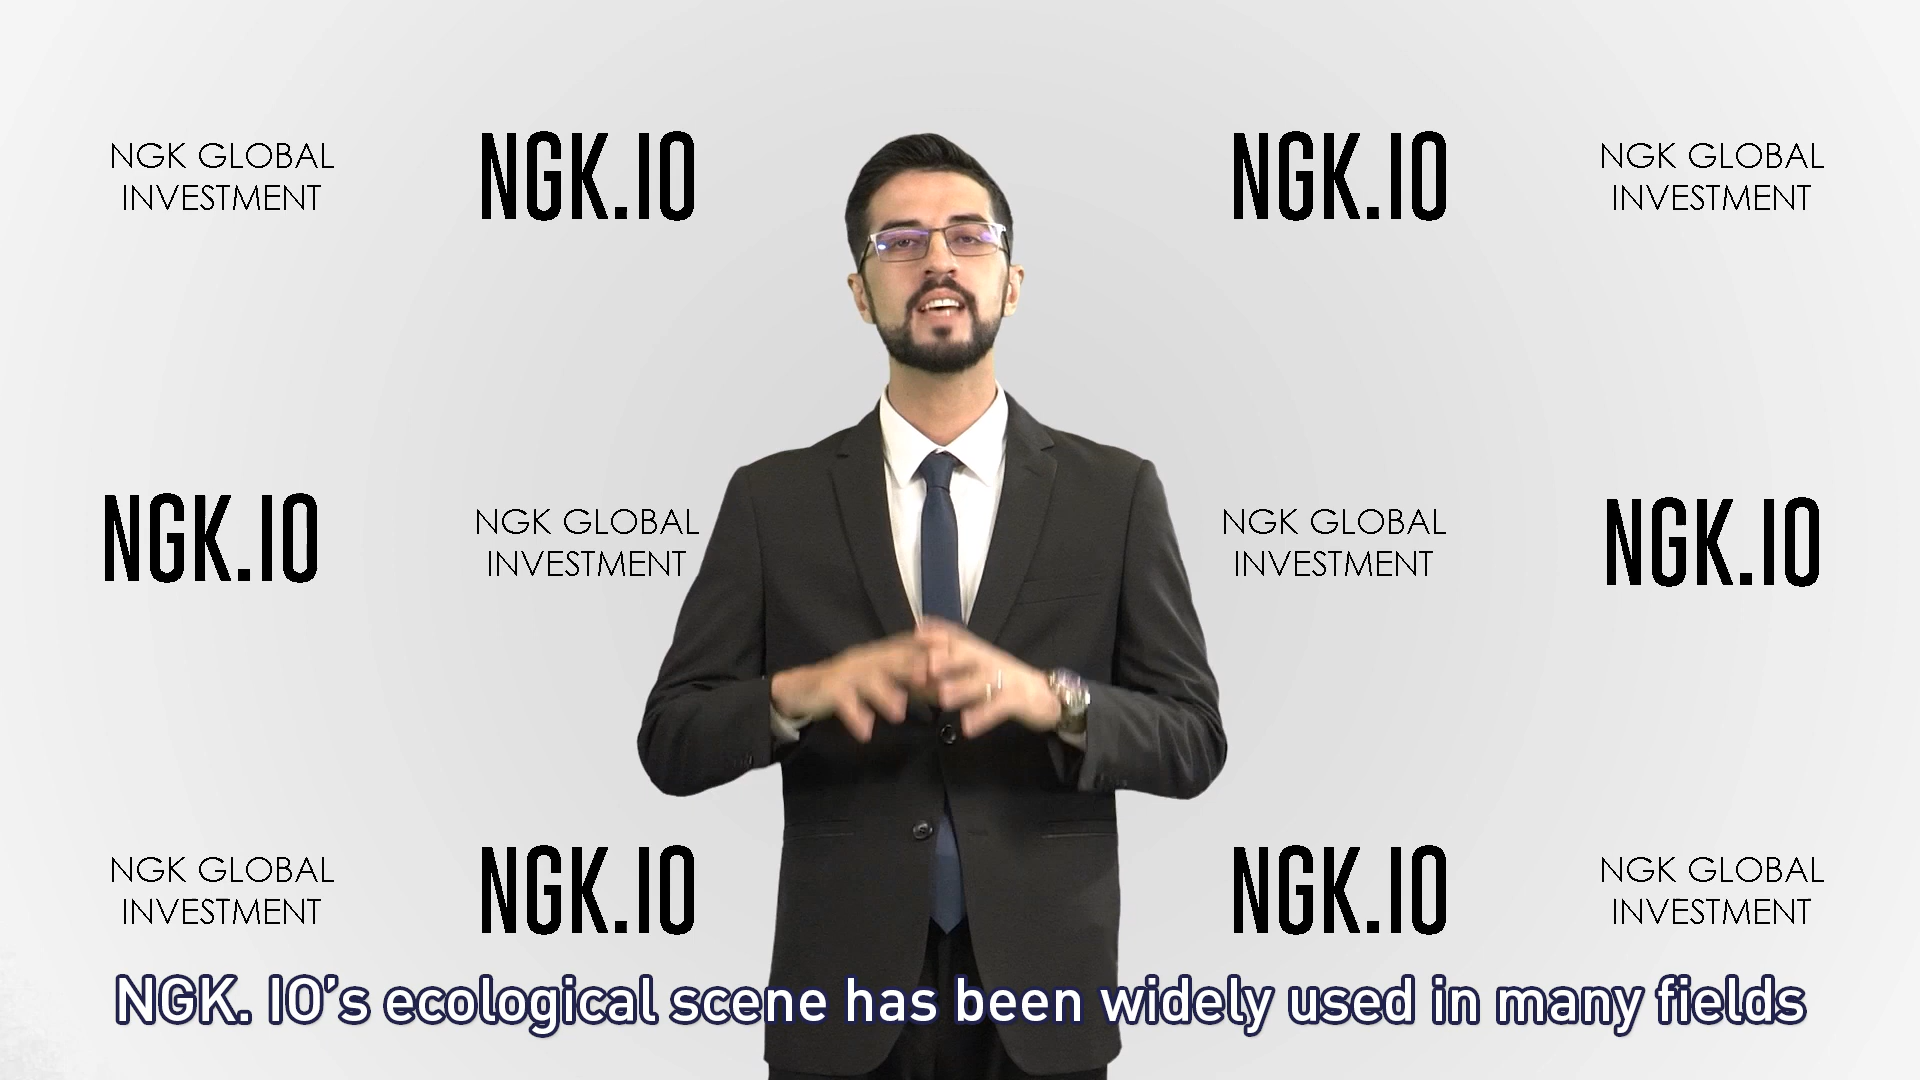 NGK GLOBAL
INVESTMENT
NGK.IO
NGK.IO
NGK GLOBAL
INVESTMENT
NGK.IO
NGK GLOBAL
INVESTMENT
NGK GLOBAL
INVESTMENT
NGK.IO
NGK GLOBAL
INVESTMENT
NGK.IO
NGK.IO
NGK GLOBAL
INVESTMENT
NGK. IO's ecological scene has been widely used in many fields